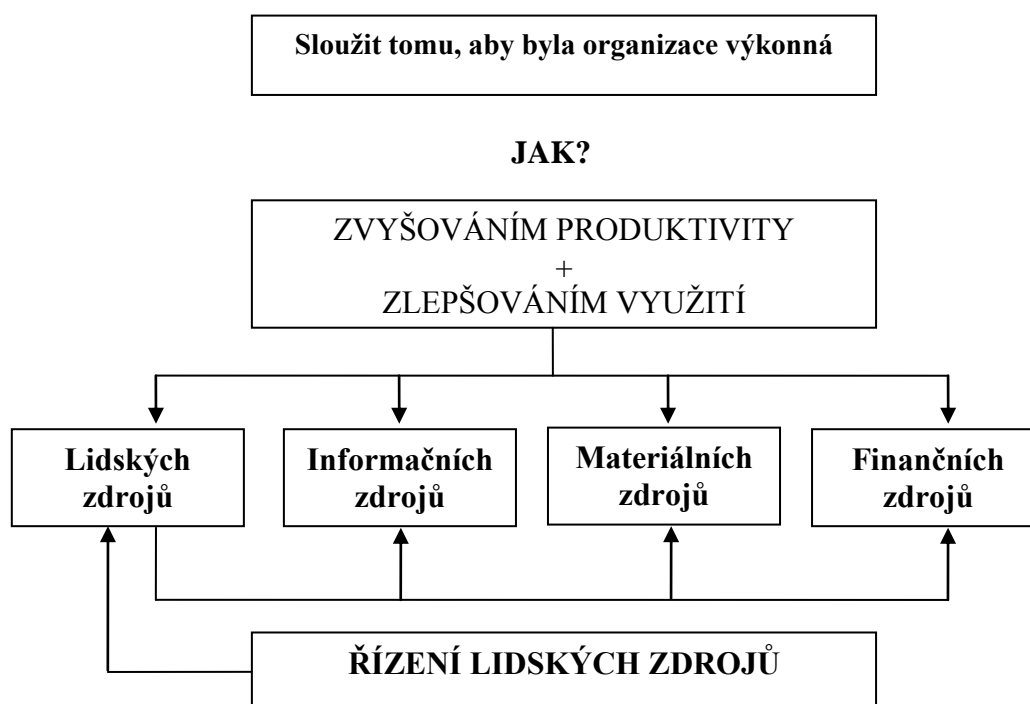 Sloužit tomu, aby byla organizace výkonná
JAK?
ZVYŠOVÁNÍM PRODUKTIVITY
+
ZLEPŠOVÁNÍM VYUŽITÍ
Lidských
zdrojů
Informačních
zdrojů
Materiálních
zdrojů
Finančních
zdrojů
ŘÍZENÍ LIDSKÝCH ZDROJŮ